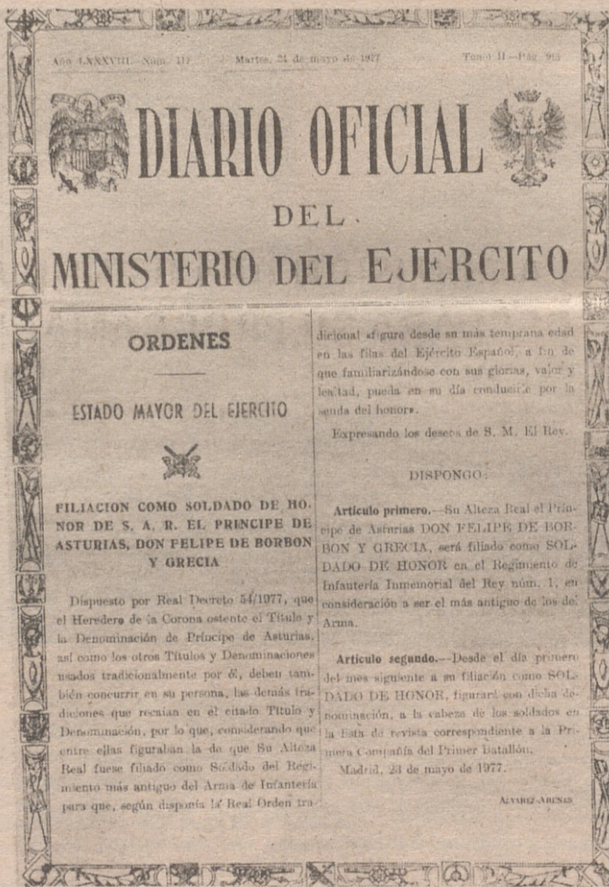 Año LXXXVIII.-Núm. 117
Martes, 24 de mayo de 1977
Tomo II.-Pág. 913
DIARIO OFICIAL
DEL
MINISTERIO DEL EJERCITO
ORDENES
ESTADO MAYOR DEL EJERCITO
FILIACION COMO SOLDADO DE HO-
NOR DE S. A. R. EL PRINCIPE DE
ASTURIAS, DON FELIPE DE BORBON
Y GRECIA
Dispuesto por Real Decreto 54/1977, que
el Heredero de la Corona ostente el Título y
la Denominación de Príncipe de Asturias,
así como los otros Títulos y Denominaciones
usados tradicionalmente por él, deben tam-
bién concurrir en su persona, las demás tra-
diciones que recaían en el citado Título y
Denominación, por lo que, considerando que
entre ellas figuraban la de que Su Alteza
Real fuese filiado como Soldado del Regi-
miento más antiguo del Arma de Infantería
para que, según disponía la Real Orden tra-
dicional «figure desde su más temprana edad
en las filas del Ejército Español, a fin de
que familiarizándose con sus glorias, valor y
lealtad, pueda en su día conducirle por la
senda del honor».
Expresando los deseos de S. M. El Rey.
DISPONGO:
Artículo primero.—Su Alteza Real el Prín-
cipe de Asturias DON FELIPE DE BOR-
BON Y GRECIA, será filiado como SOL-
DADO DE HONOR en el Regimiento de
Infantería Inmemorial del Rey núm. 1, en
consideración a ser el más antiguo de los del
Arma.
Artículo segundo.—Desde el día primero
del mes siguiente a su filiación como SOL-
DADO DE HONOR, figurará con dicha de-
nominación, a la cabeza de los soldados en
la lista de revista correspondiente a la Pri-
mera Compañía del Primer Batallón.
Madrid, 23 de mayo de 1977.
ALVAREZ-ARENAS